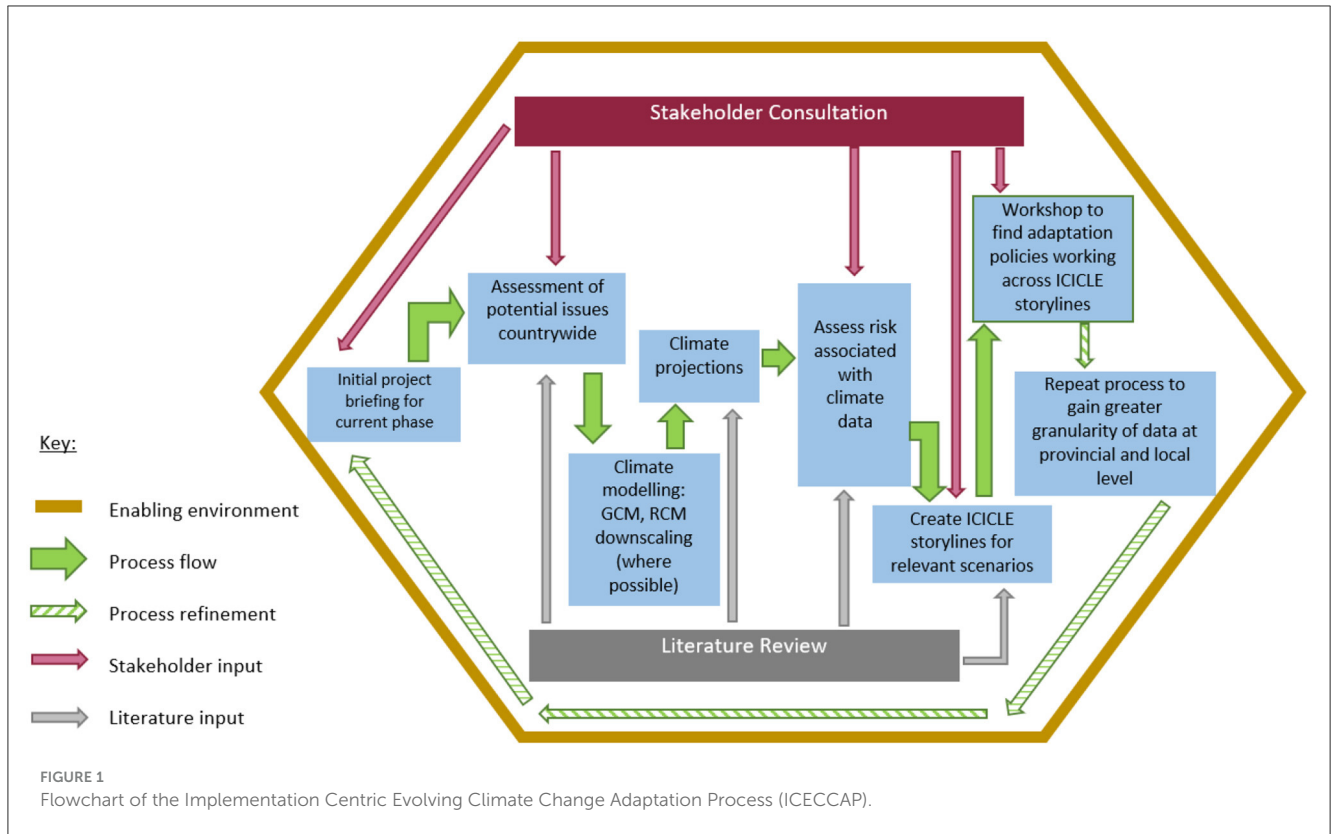 Stakeholder Consultation
Workshop to
find adaptation
policies working
across ICICLE
storylines
Assessment of
potential issues
countrywide
Climate
projections
Assess risk
associated
with
climate
data
Initial project
briefing for
current phase
Repeat process to
gain greater
granularity of data at
provincial and local
level
Climate
modelling:
GCM, RCM
downscaling
(where
possible)
Create ICICLE
storylines for
relevant scenarios
Literature Review
Key:
Enabling environment
Process flow
Process refinement
Stakeholder input
Literature input
FIGURE 1
Flowchart of the Implementation Centric Evolving Climate Change Adaptation Process (ICECCAP).